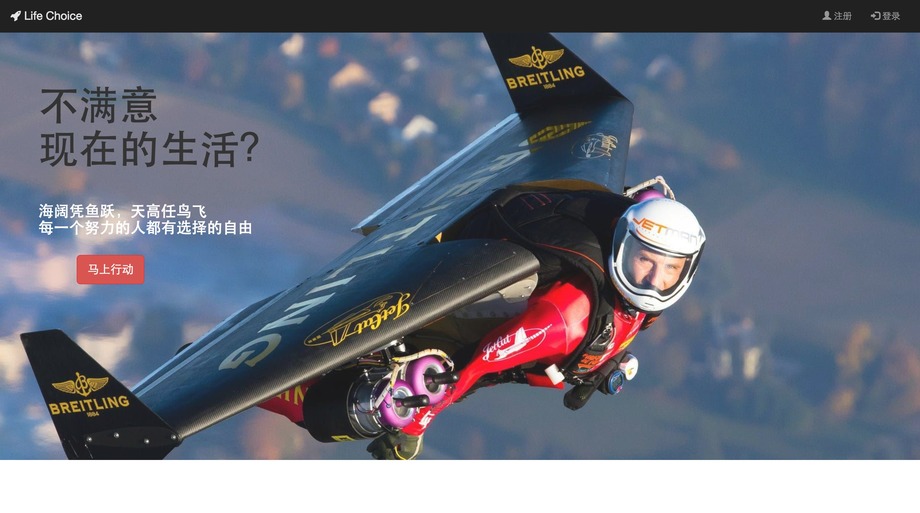 Life Choice
注册
登录
不满意
现在的生活?
海阔凭鱼跃，天高任鸟飞
每一个努力的人都有选择的自由
马上行动
BREITLING
1884
BREITLING
JETMAN
JetCat
JetCat
BREITLING
1884